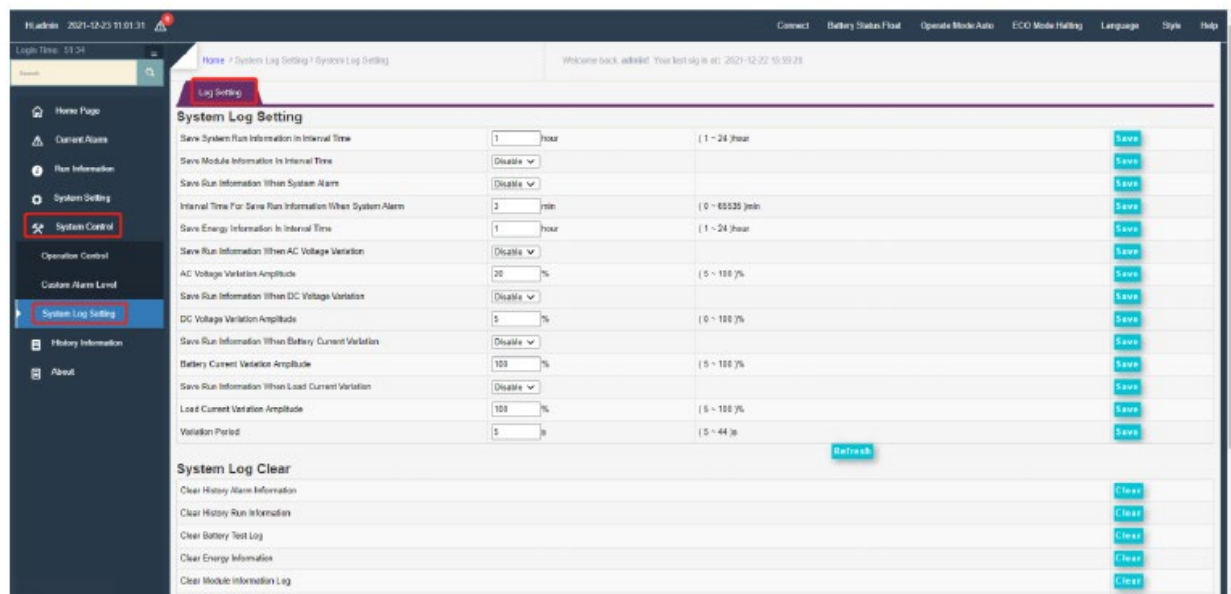 Hi,admin 2021-12-23 11:01:31
Connect Battery Status:Float Operate Mode:Auto ECO Mode:Halting Language Style Help
Login Time: 51:34
Search
Home Page
Current Alarm
Run Information
System Setting
System Control
Operation Control
Custom Alarm Level
System Log Setting
History Information
About
Home / System Log Setting / System Log Setting
Welcome back, admin! Your last sig in at: 2021-12-22
Log Setting
System Log Setting
Save System Run Information In Interval Time 1 hour ( 1 ~ 24 )hour Save
Save Module Information In Interval Time Disable Save
Save Run Information When System Alarm Disable Save
Interval Time For Save Run Information When System Alarm min ( 0 ~ 65535 )min Save
Save Energy Information In Interval Time 1 hour ( 1 ~ 24 )hour Save
Save Run Information When AC Voltage Variation Disable Save
AC Voltage Variation Amplitude 20 % ( 5 ~ 100 )% Save
Save Run Information When DC Voltage Variation Disable Save
DC Voltage Variation Amplitude 5 % ( 0 ~ 100 )% Save
Save Run Information When Battery Current Variation Disable Save
Battery Current Variation Amplitude 100 % ( 5 ~ 100 )% Save
Save Run Information When Load Current Variation Disable Save
Load Current Variation Amplitude 100 % ( 5 ~ 100 )% Save
Variation Period 5 s ( 5 ~ 44 )s Save
Refresh
System Log Clear
Clear History Alarm Information Clear
Clear History Run Information Clear
Clear Battery Test Log Clear
Clear Energy Information Clear
Clear Module Information Log Clear